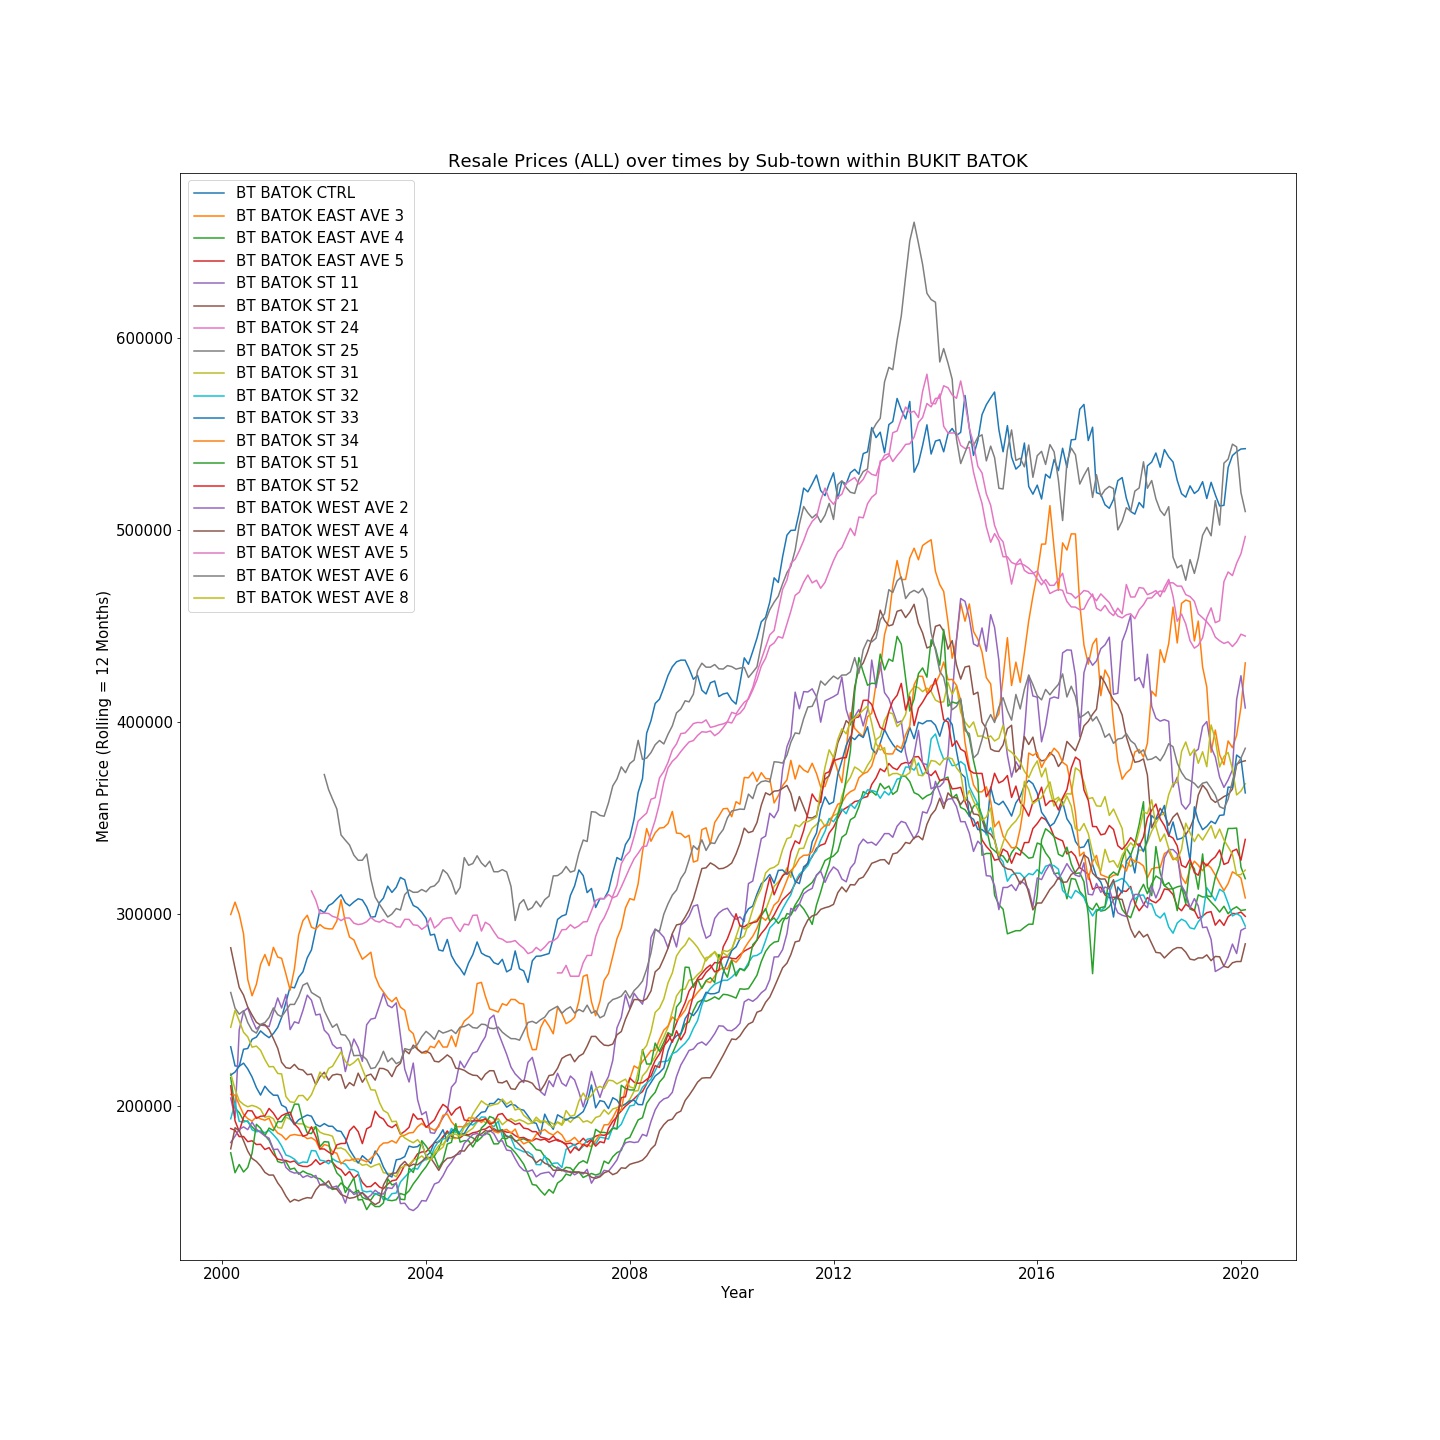 Resale Prices (ALL) over times by Sub-town within BUKIT BATOK
BT BATOK CTRL
BT BATOK EAST AVE 3
BT BATOK EAST AVE 4
BT BATOK EAST AVE 5
BT BATOK ST 11
BT BATOK ST 21
BT BATOK ST 24
BT BATOK ST 25
BT BATOK ST 31
BT BATOK ST 32
BT BATOK ST 33
BT BATOK ST 34
BT BATOK ST 51
BT BATOK ST 52
BT BATOK WEST AVE 2
BT BATOK WEST AVE 4
BT BATOK WEST AVE 5
BT BATOK WEST AVE 6
BT BATOK WEST AVE 8
600000
500000
400000
300000
200000
Mean Price (Rolling = 12 Months)
2000 2004 2008 2012 2016 2020
Year